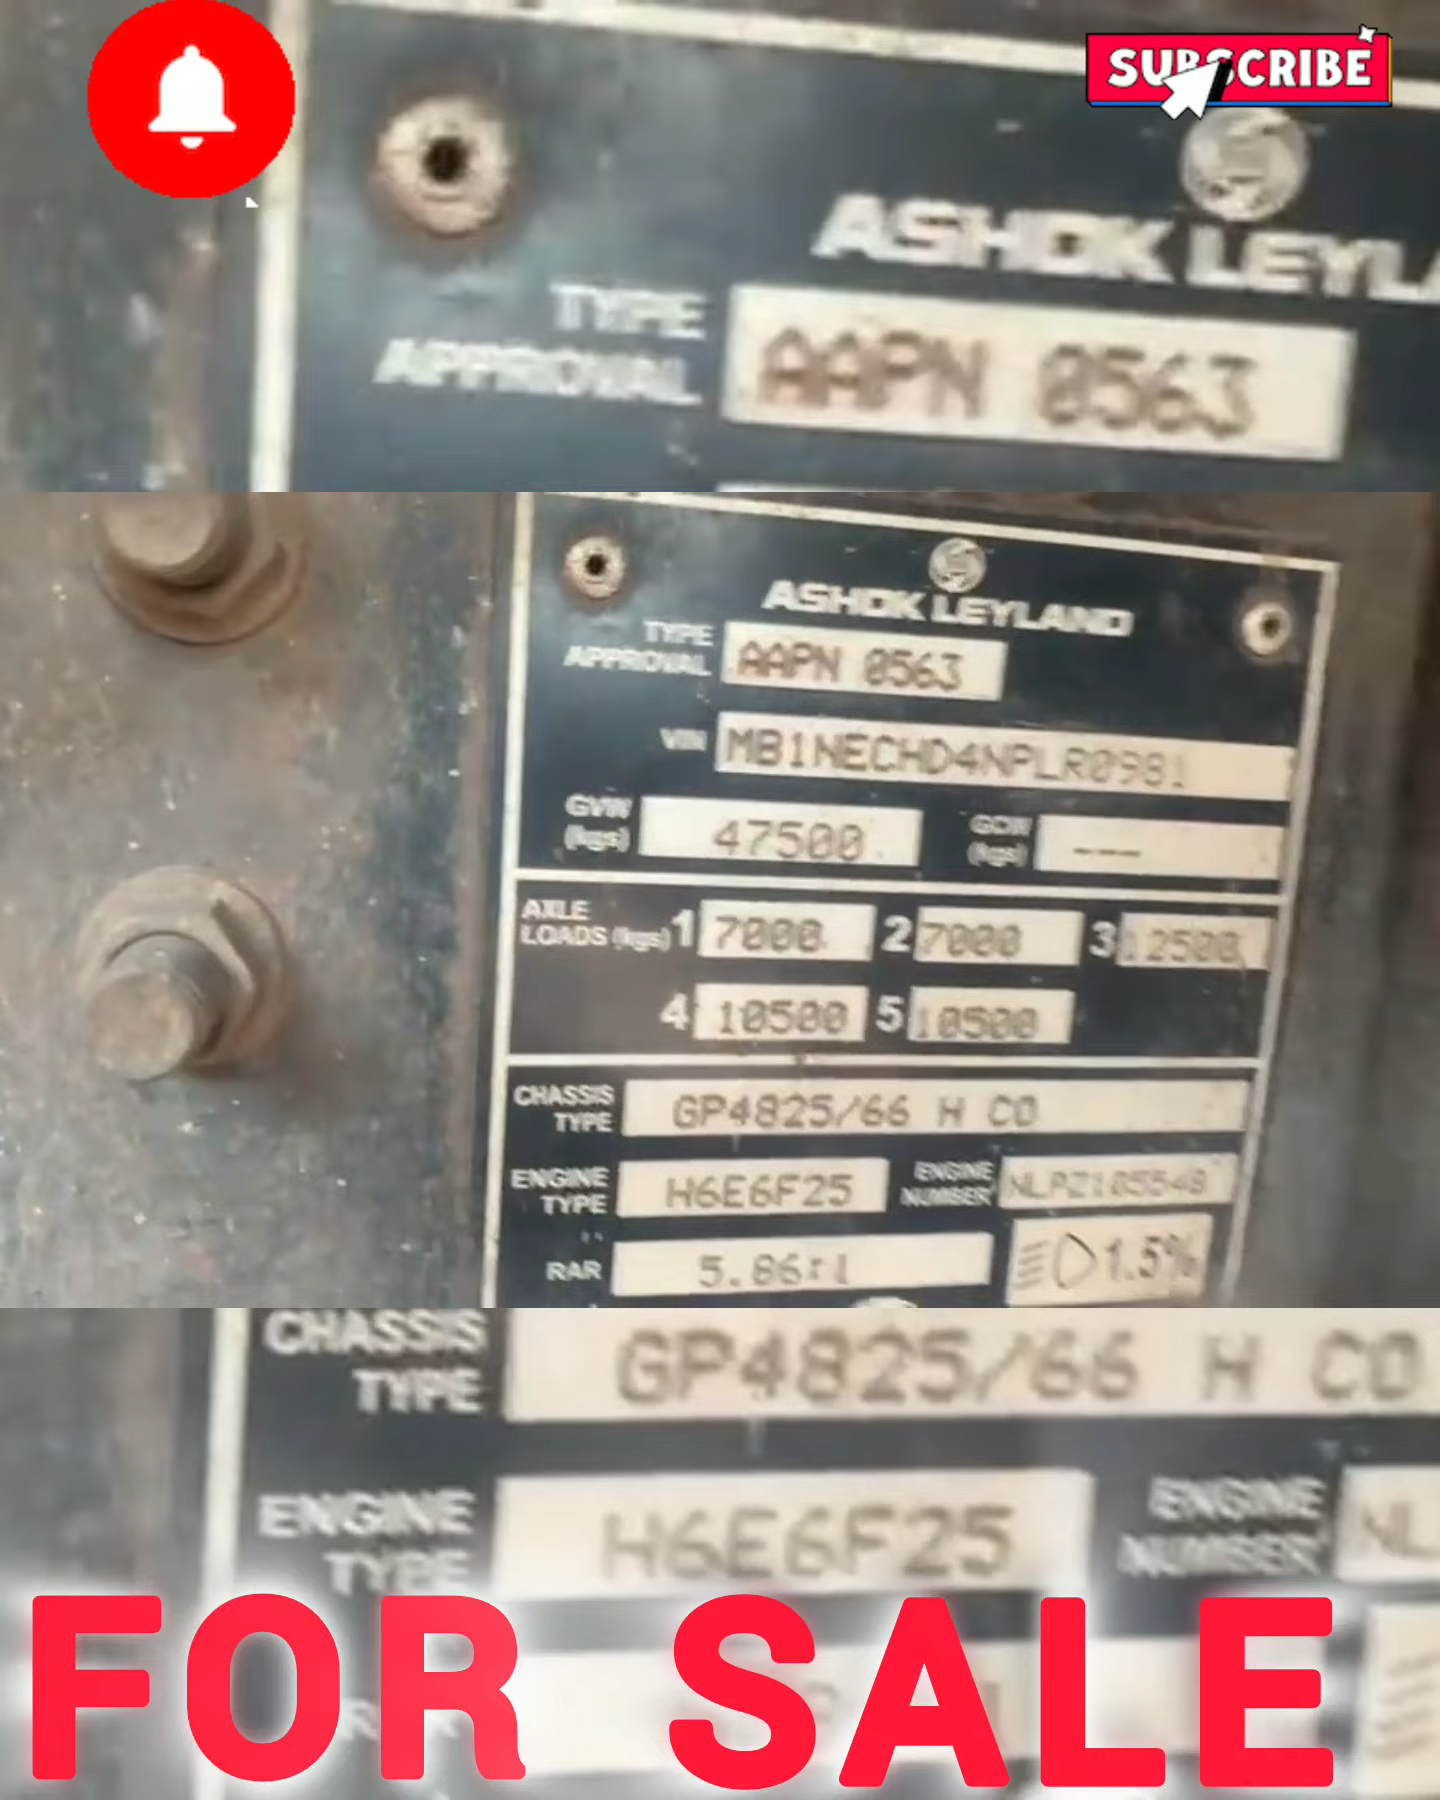 SUBSCRIBE
ASHOK LEYLA
TYPE
APPROVAL
AAPN 0563
ASHOK LEYLAND
TYPE
APPROVAL AAPN 0563
VIN MB1NECHD4NPLR0981
GVW
(kgs) 47500
GCW
(kgs) ---
AXLE
LOADS (kgs) 1 7000 2 7000 3 12500
4 10500 5 10500
CHASSIS
TYPE GP4825/66 H CO
ENGINE
TYPE H6E6F25
ENGINE
NUMBER NLPZ105548
RAR 5.86:1 1.5%
CHASSIS
TYPE GP4825/66 H CO
ENGINE
TYPE H6E6F25
ENGINE
NUMBER NL
FOR SALE